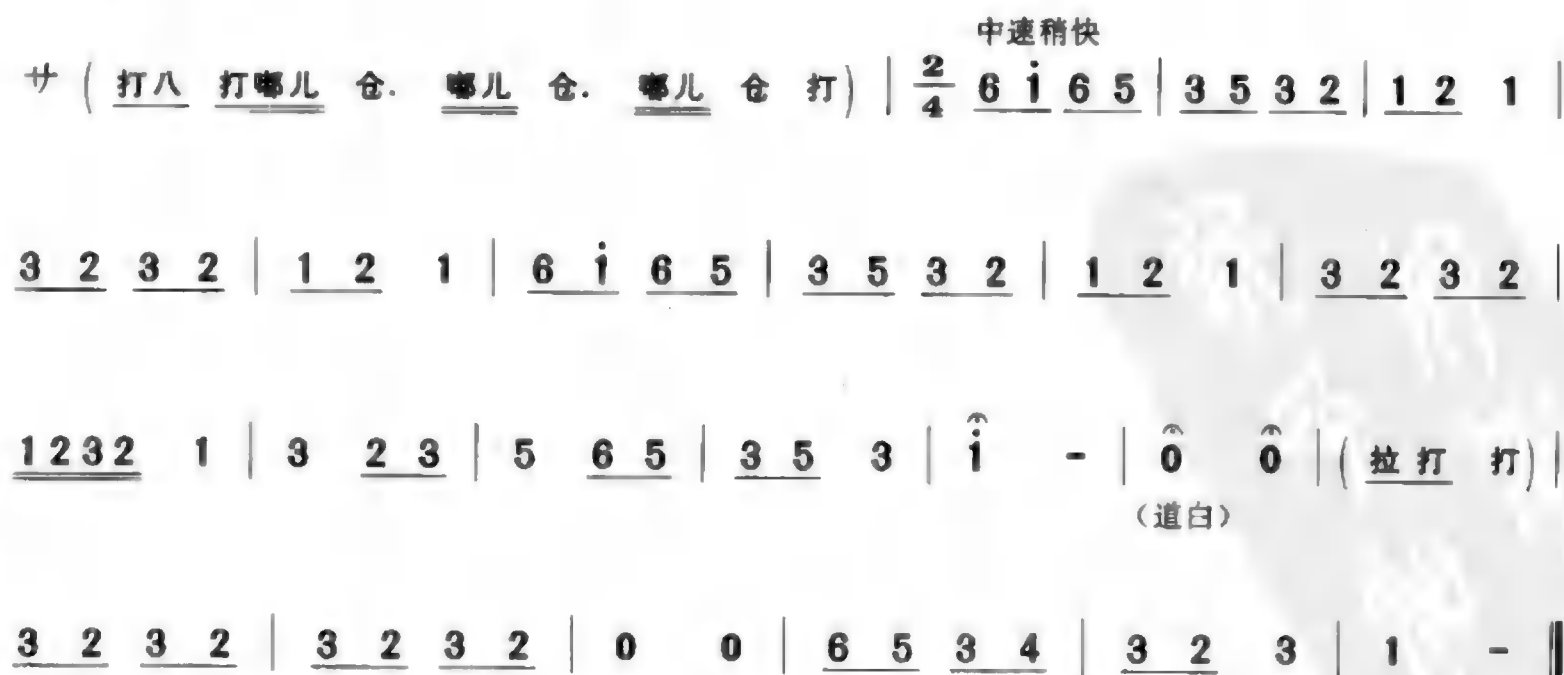 中速稍快
サ ( 打八 打嘟儿 仓. 嘟儿 仓. 嘟儿 仓 打) | 2/4 6 i̇ 6 5 | 3 5 3 2 | 1 2 1 |
3 2 3 2 | 1 2 1 | 6 i̇ 6 5 | 3 5 3 2 | 1 2 1 | 3 2 3 2 |
1 2 3 2 1 | 3 2 3 | 5 6 5 | 3 5 3 | i̇ - | 0 0 | ( 拉打 打) |
(道白)
3 2 3 2 | 3 2 3 2 | 0 0 | 6 5 3 4 | 3 2 3 | 1 - ‖